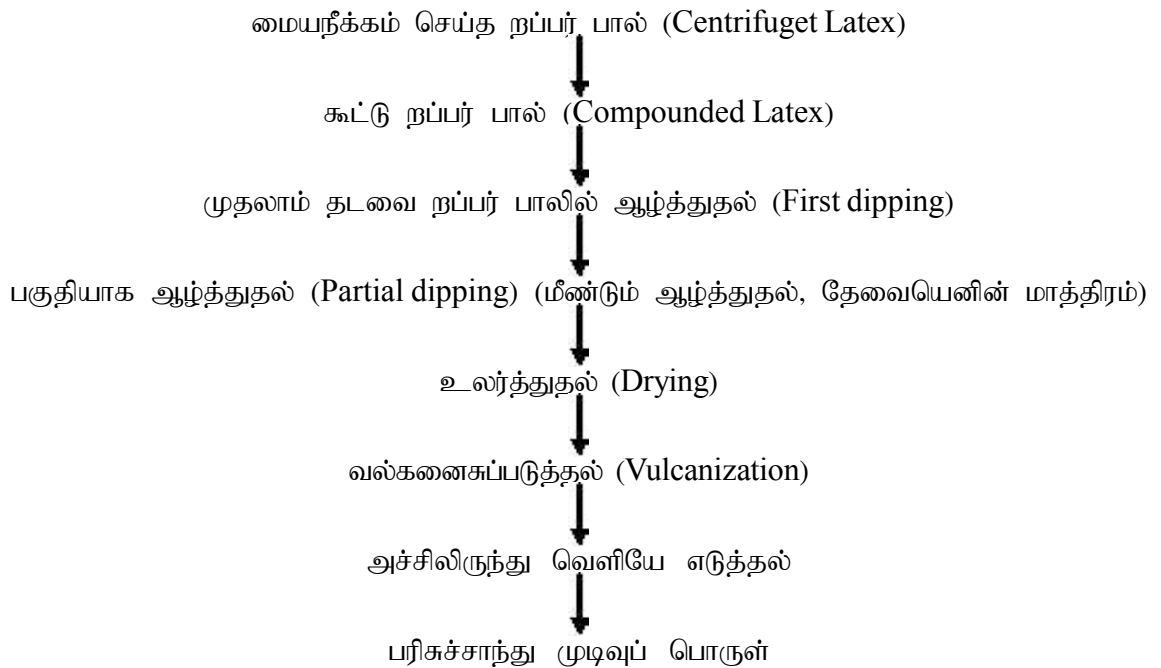 மையநீக்கம் செய்த றப்பர் பால் (Centrifuget Latex)
கூட்டு றப்பர் பால் (Compounded Latex)
முதலாம் தடவை றப்பர் பாலில் ஆழ்த்துதல் (First dipping)
பகுதியாக ஆழ்த்துதல் (Partial dipping) (மீண்டும் ஆழ்த்துதல், தேவையெனின் மாத்திரம்)
உலர்த்துதல் (Drying)
வல்கனைசுப்படுத்தல் (Vulcanization)
அச்சிலிருந்து வெளியே எடுத்தல்
பரிசுச்சாந்து முடிவுப் பொருள்